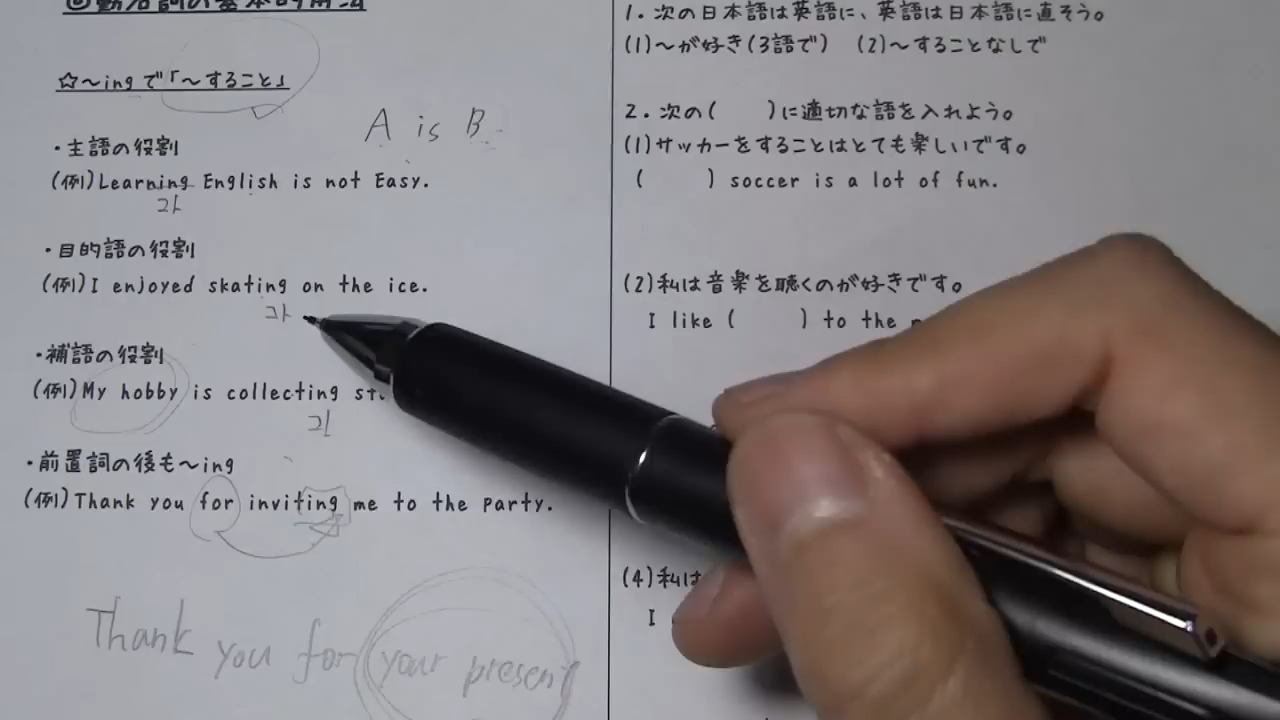 ◎動名詞の基本的用法
☆～ingで「～すること」
A is B
・主語の役割
(例)Learning English is not Easy.
・目的語の役割
(例)I enjoyed skating on the ice.
・補語の役割
(例)My hobby is collecting
・前置詞の後も～ing
(例)Thank you for inviting me to the party.
Thank you for your present
1. 次の日本語は英語に、英語は日本語に直そう。
(1)～が好き(3語で) (2)～することなしで
2. 次の( )に適切な語を入れよう。
(1)サッカーをすることはとても楽しいです。
( ) soccer is a lot of fun.
(2)私は音楽を聴くのが好きです。
I like ( ) to the
(4)私は
I